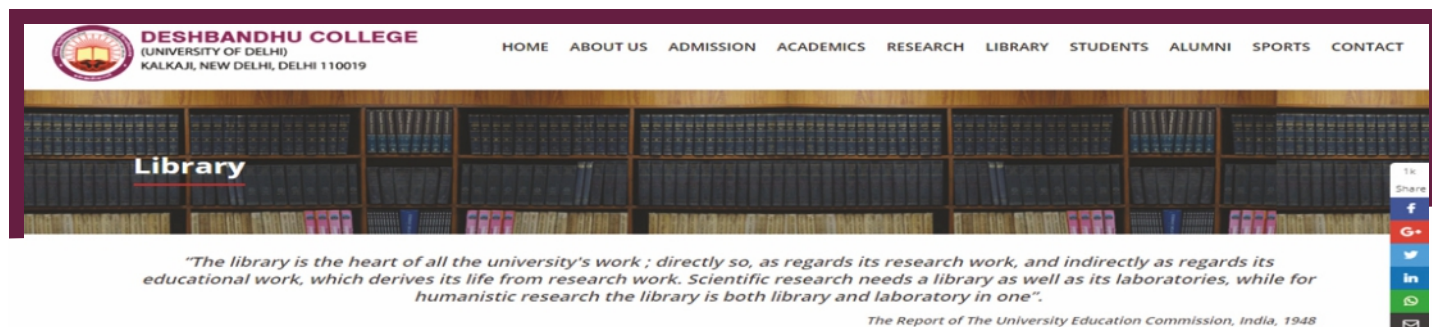 DESHBANDHU COLLEGE
(UNIVERSITY OF DELHI)
KALKAJI, NEW DELHI, DELHI 110019
HOME ABOUT US ADMISSION ACADEMICS RESEARCH LIBRARY STUDENTS ALUMNI SPORTS CONTACT
Library
1k
Share
f
G+
in
"The library is the heart of all the university's work ; directly so, as regards its research work, and indirectly as regards its
educational work, which derives its life from research work. Scientific research needs a library as well as its laboratories, while for
humanistic research the library is both library and laboratory in one".
The Report of The University Education Commission, India, 1948